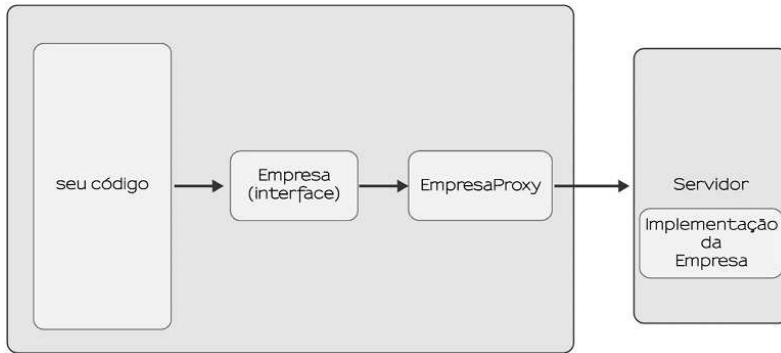 seu código
Empresa
(interface)
EmpresaProxy
Servidor
Implementação
da
Empresa